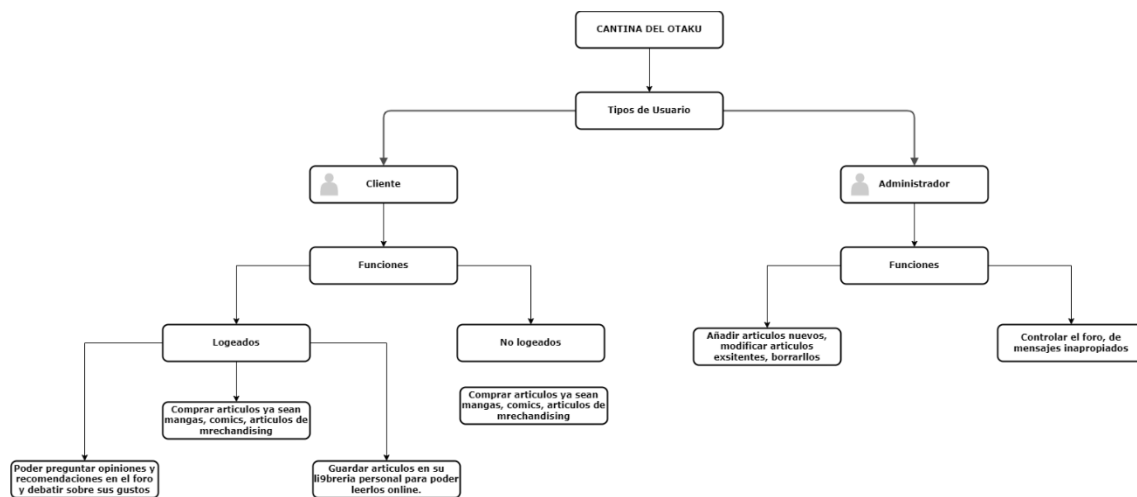 CANTINA DEL OTAKU
Tipos de Usuario
Cliente
Administrador
Funciones
Funciones
Logeados
No logeados
Añadir articulos nuevos,
modificar articulos
exsitentes, borrarllos
Controlar el foro, de
mensajes inapropiados
Comprar articulos ya sean
mangas, comics, articulos de
mrechandising
Comprar articulos ya sean
mangas, comics, articulos de
mrechandising
Poder preguntar opiniones y
recomendaciones en el foro
y debatir sobre sus gustos
Guardar articulos en su
li9breria personal para poder
leerlos online.